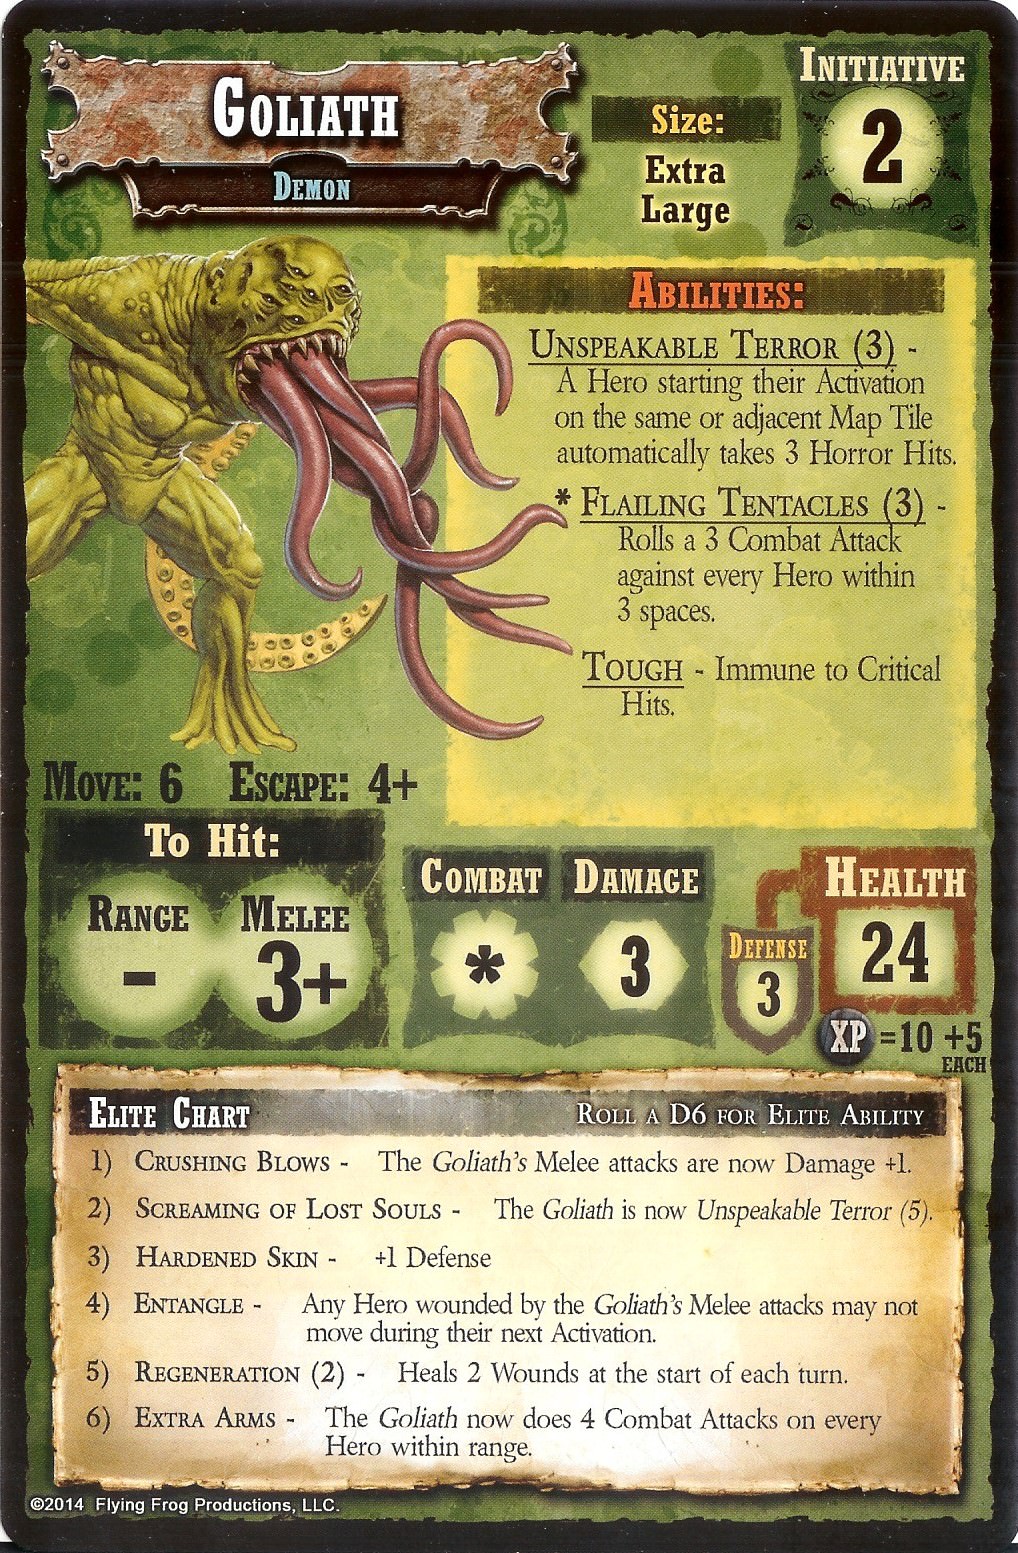 GOLIATH
DEMON
Size:
Extra
Large
INITIATIVE
2
ABILITIES:
UNSPEAKABLE TERROR (3) -
A Hero starting their Activation
on the same or adjacent Map Tile
automatically takes 3 Horror Hits.
* FLAILING TENTACLES (3) -
Rolls a 3 Combat Attack
against every Hero within
3 spaces.
TOUGH - Immune to Critical
Hits.
MOVE: 6 ESCAPE: 4+
To Hit:
RANGE MELEE
- 3+
COMBAT
*
DAMAGE
3
DEFENSE
3
HEALTH
24
XP =10 +5
EACH
ELITE CHART ROLL A D6 FOR ELITE ABILITY
1) CRUSHING BLOWS - The Goliath's Melee attacks are now Damage +1.
2) SCREAMING OF LOST SOULS - The Goliath is now Unspeakable Terror (5).
3) HARDENED SKIN - +1 Defense
4) ENTANGLE - Any Hero wounded by the Goliath's Melee attacks may not
move during their next Activation.
5) REGENERATION (2) - Heals 2 Wounds at the start of each turn.
6) EXTRA ARMS - The Goliath now does 4 Combat Attacks on every
Hero within range.
©2014 Flying Frog Productions, LLC.